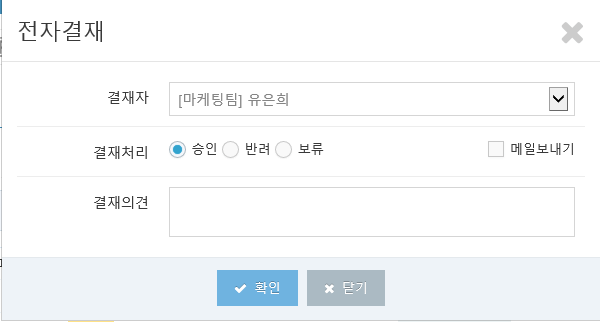 전자결재
결재자 [마케팅팀] 유은희
결재처리 승인 반려 보류 메일보내기
결재의견
확인 닫기